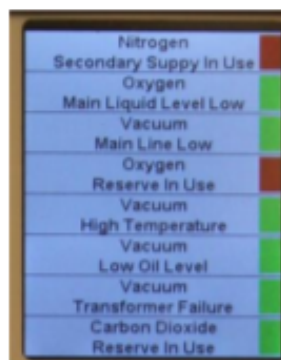 Nitrogen
Secondary Suppy In Use
Oxygen
Main Liquid Level Low
Vacuum
Main Line Low
Oxygen
Reserve In Use
Vacuum
High Temperature
Vacuum
Low Oil Level
Vacuum
Transformer Failure
Carbon Dioxide
Reserve In Use